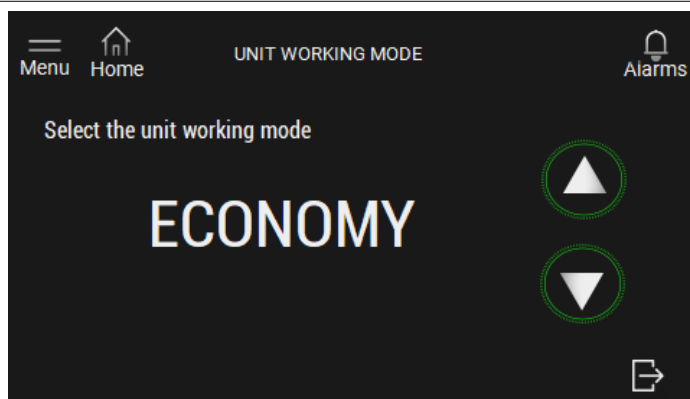 Menu
Home
UNIT WORKING MODE
Alarms
Select the unit working mode
ECONOMY